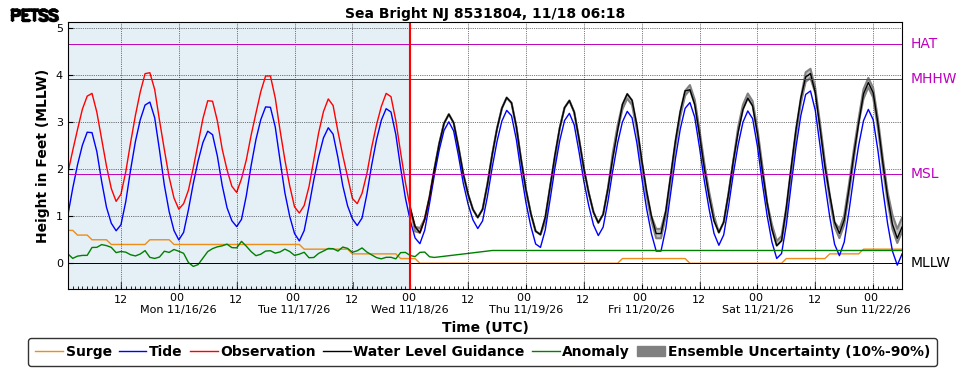 PETSS
Sea Bright NJ 8531804, 11/18 06:18
Height in Feet (MLLW)
5
4
3
2
1
0
HAT
MHHW
MSL
MLLW
12 00 12 00 12 00 12 00 12 00 12 00 12 00
Mon 11/16/26 Tue 11/17/26 Wed 11/18/26 Thu 11/19/26 Fri 11/20/26 Sat 11/21/26 Sun 11/22/26
Time (UTC)
Surge Tide Observation Water Level Guidance Anomaly Ensemble Uncertainty (10%-90%)